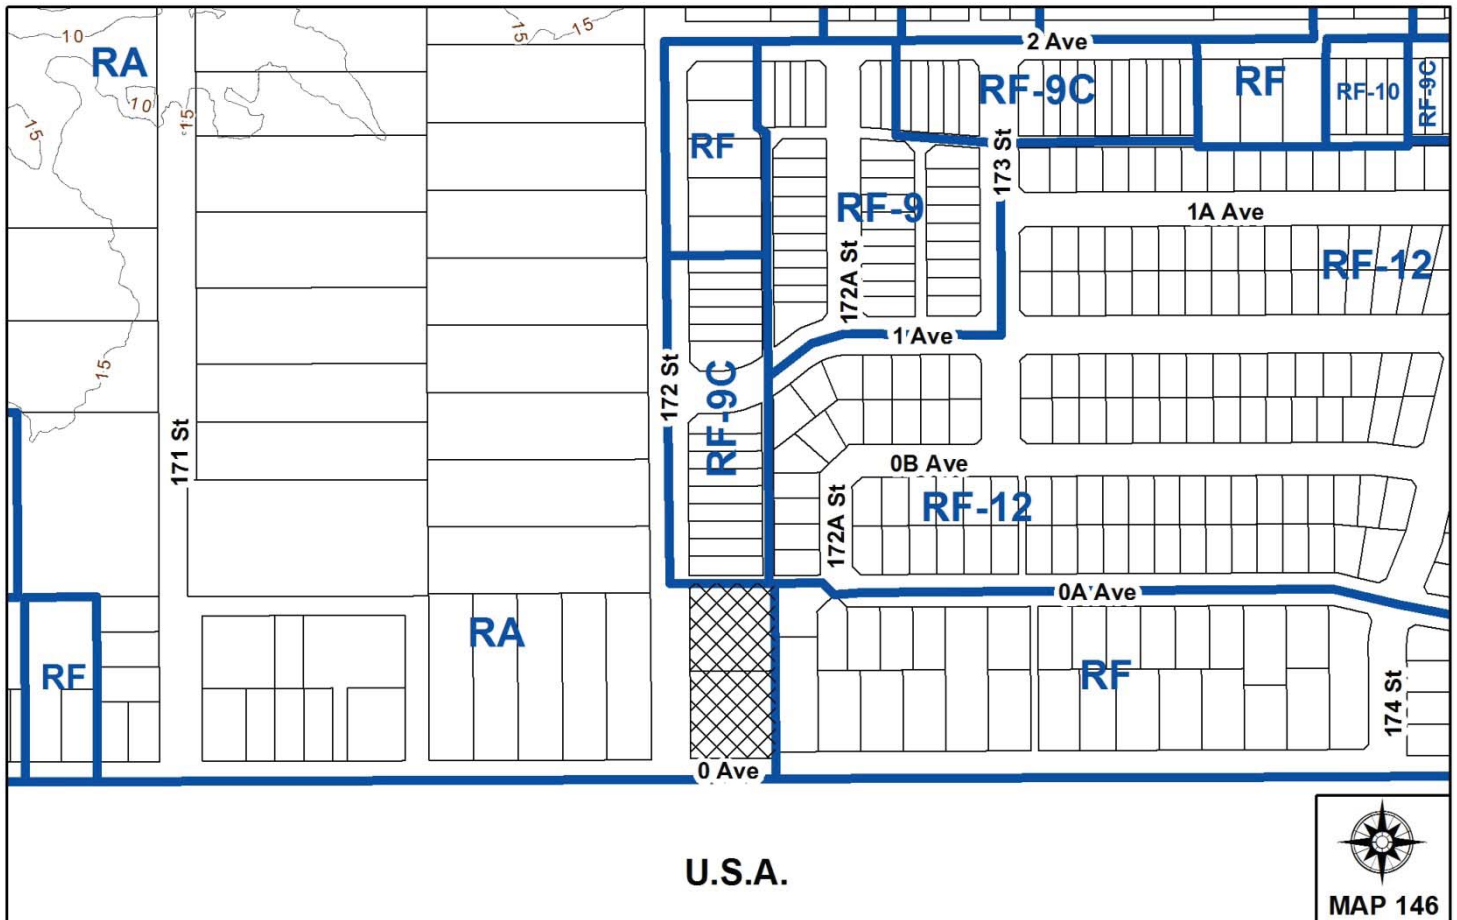 10
15
15
2 Ave
RA
RF-9C
RF
RF-10
RF-9C
10
15
15
RF
173 St
RF-9
1A Ave
172A St
RF-12
1 Ave
15
172 St
RF-9C
171 St
0B Ave
RF-12
172A St
0A Ave
RA
RF
RF
174 St
0 Ave
U.S.A.
MAP 146